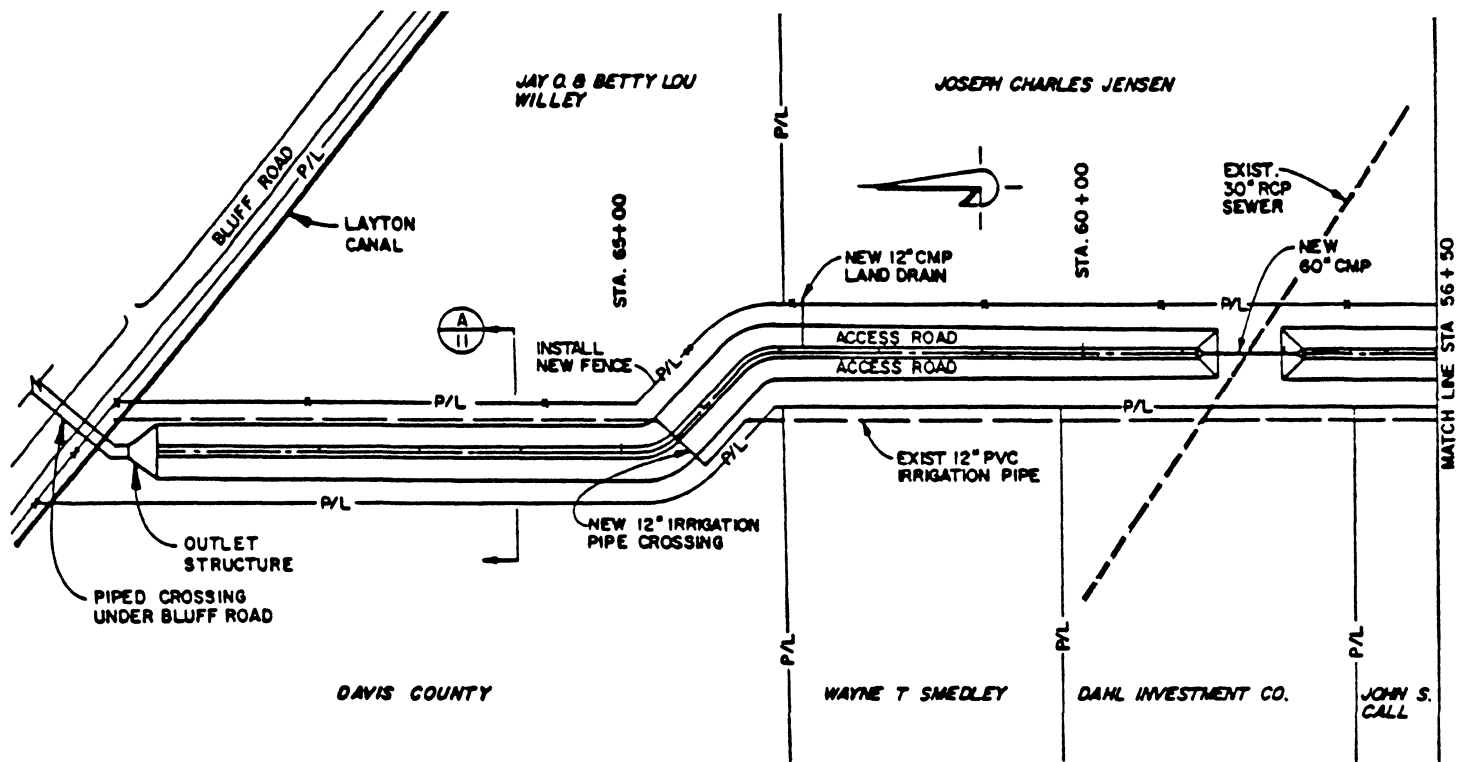 JAY O. & BETTY LOU
WILLEY
JOSEPH CHARLES JENSEN
P/L
P/L
BLUFF ROAD
LAYTON
CANAL
STA. 65+00
STA. 60+00
EXIST.
30" RCP
SEWER
NEW
60" CMP
NEW 12" CMP
LAND DRAIN
MATCH LINE STA 56+50
A
11
INSTALL
NEW FENCE
P/L
P/L
P/L
ACCESS ROAD
ACCESS ROAD
P/L
P/L
P/L
EXIST 12" PVC
IRRIGATION PIPE
NEW 12" IRRIGATION
PIPE CROSSING
OUTLET
STRUCTURE
PIPED CROSSING
UNDER BLUFF ROAD
P/L
P/L
P/L
DAVIS COUNTY
WAYNE T SMEDLEY
DAHL INVESTMENT CO.
JOHN S.
CALL